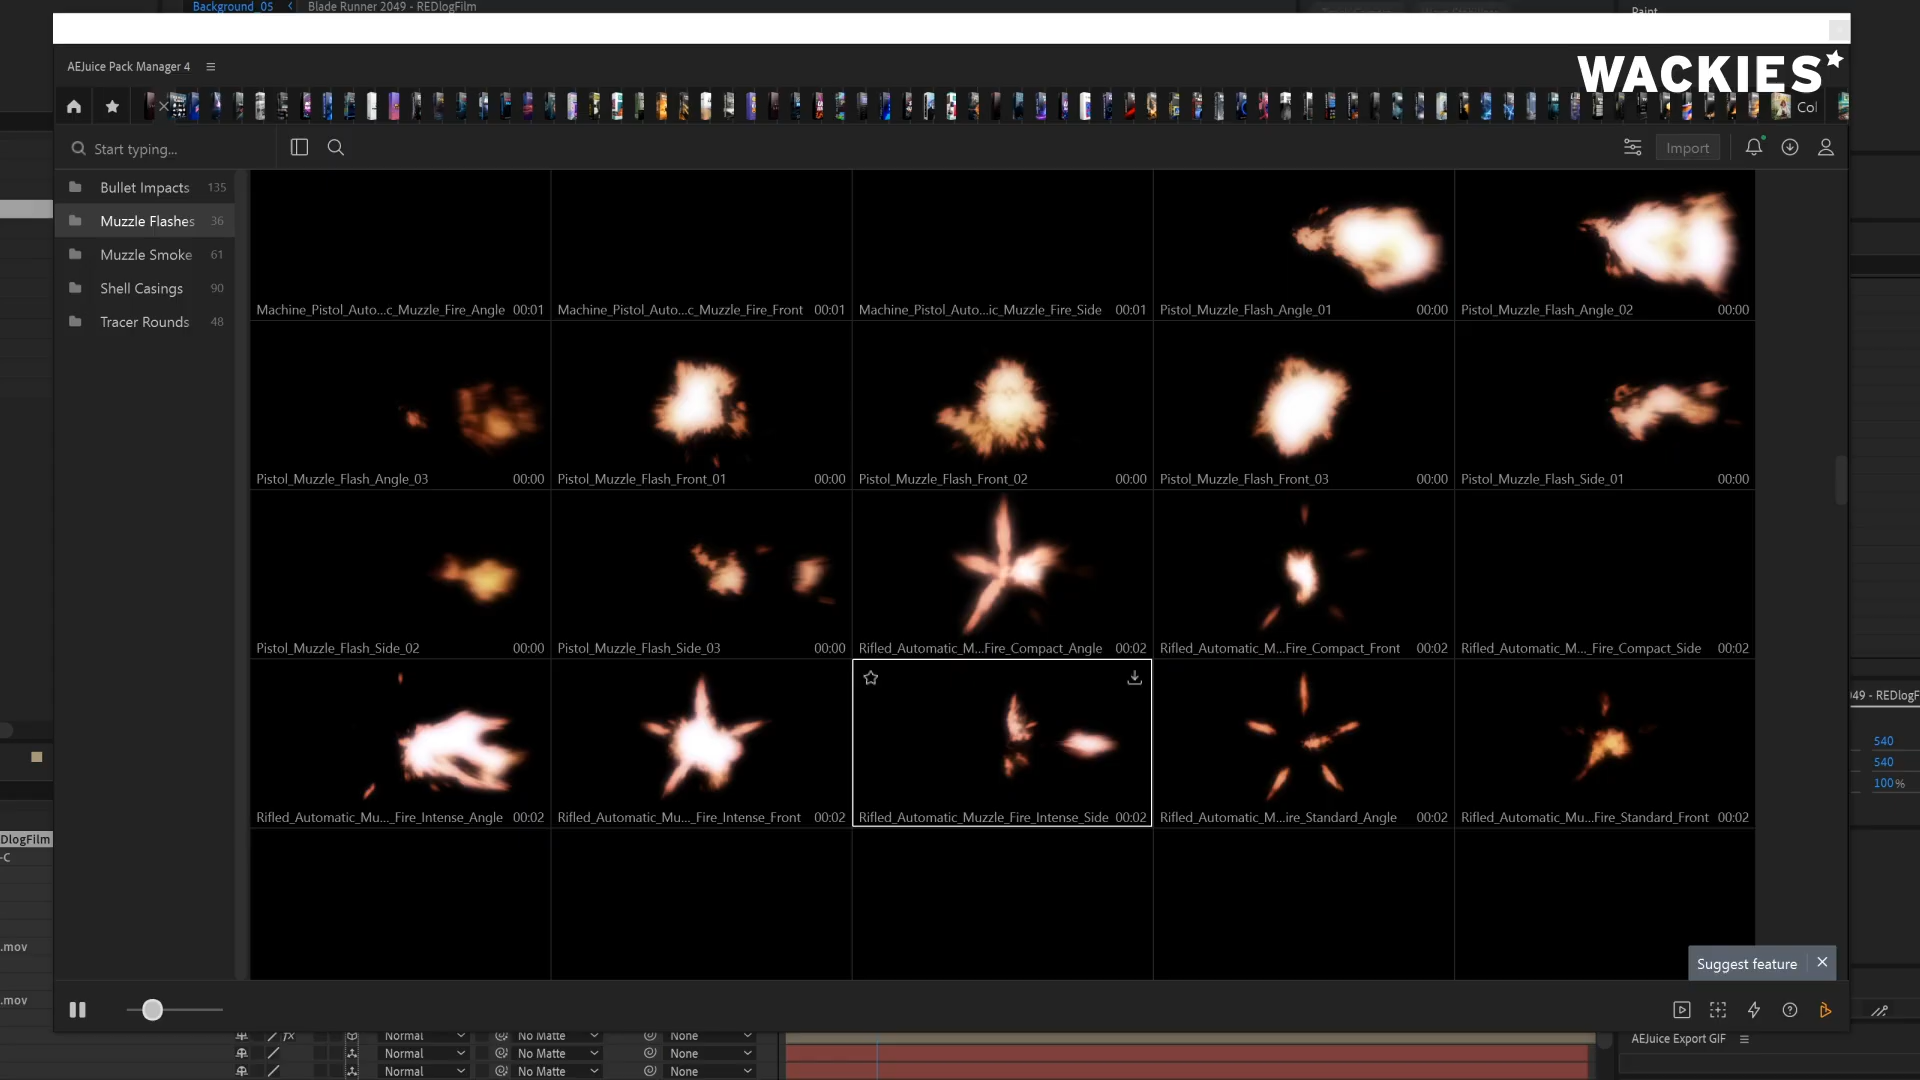 Background_05
Blade Runner 2049 - REDlogFilm
Paint
AEJuice Pack Manager 4
WACKIES
Col
Start typing...
Import
Bullet Impacts 135
Muzzle Flashes 36
Muzzle Smoke 61
Shell Casings 90
Tracer Rounds 48
Machine_Pistol_Auto...c_Muzzle_Fire_Angle 00:01
Machine_Pistol_Auto...c_Muzzle_Fire_Front 00:01
Machine_Pistol_Auto...ic_Muzzle_Fire_Side 00:01
Pistol_Muzzle_Flash_Angle_01 00:00
Pistol_Muzzle_Flash_Angle_02 00:00
Pistol_Muzzle_Flash_Angle_03 00:00
Pistol_Muzzle_Flash_Front_01 00:00
Pistol_Muzzle_Flash_Front_02 00:00
Pistol_Muzzle_Flash_Front_03 00:00
Pistol_Muzzle_Flash_Side_01 00:00
Pistol_Muzzle_Flash_Side_02 00:00
Pistol_Muzzle_Flash_Side_03 00:00
Rifled_Automatic_M...Fire_Compact_Angle 00:02
Rifled_Automatic_M...Fire_Compact_Front 00:02
Rifled_Automatic_M..._Fire_Compact_Side 00:02
Rifled_Automatic_Mu..._Fire_Intense_Angle 00:02
Rifled_Automatic_Mu..._Fire_Intense_Front 00:02
Rifled_Automatic_Muzzle_Fire_Intense_Side 00:02
Rifled_Automatic_M...ire_Standard_Angle 00:02
Rifled_Automatic_Mu...Fire_Standard_Front 00:02
49 - REDlogF
540
540
100%
DlogFilm
-C
.mov
.mov
Suggest feature
fx Normal No Matte None
Normal No Matte None
Normal No Matte None
AEJuice Export GIF